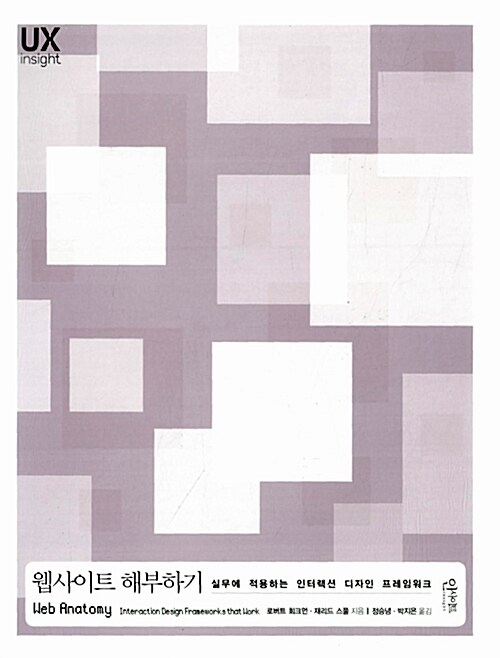 UX
insight
웹사이트 해부하기 실무에 적용하는 인터랙션 디자인 프레임워크
Web Anatomy Interaction Design Frameworks that Work 로버트 회크먼 · 재리드 스풀 지음 | 정승녕 · 박지은 옮김
인사이트